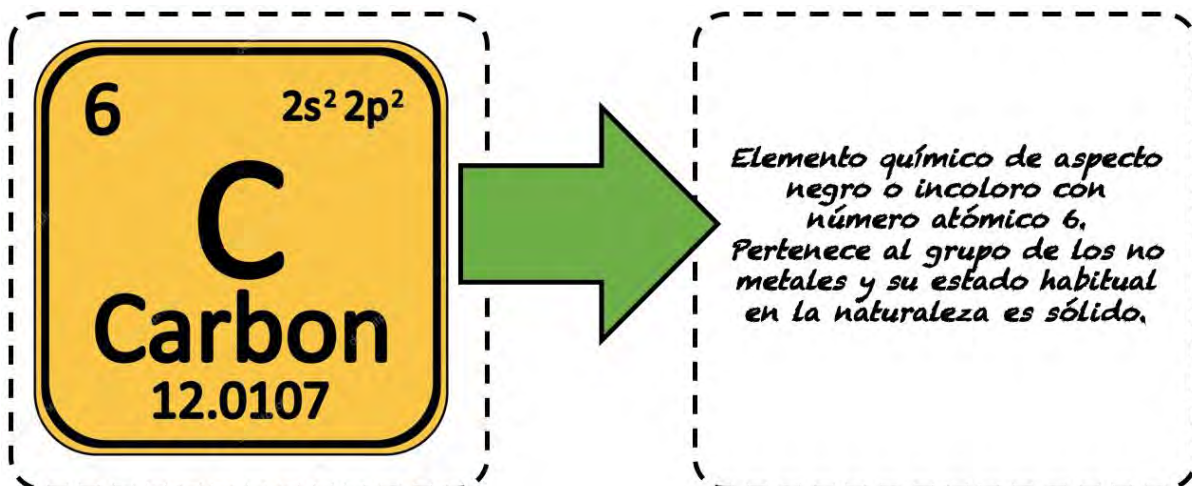 6
2s² 2p²
C
Carbon
12.0107
Elemento químico de aspecto
negro o incoloro con
número atómico 6.
Pertenece al grupo de los no
metales y su estado habitual
en la naturaleza es sólido.